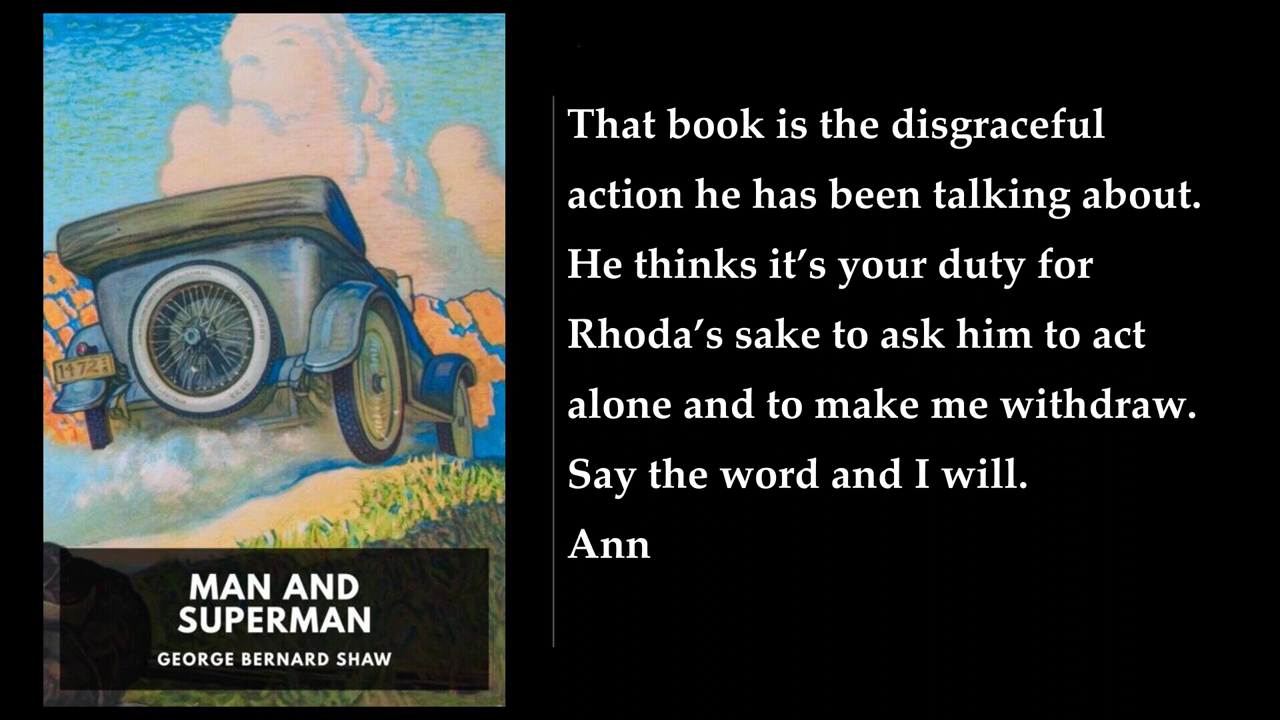 That book is the disgraceful
action he has been talking about.
He thinks it’s your duty for
Rhoda’s sake to ask him to act
alone and to make me withdraw.
Say the word and I will.
Ann
1472
MAN AND
SUPERMAN
GEORGE BERNARD SHAW